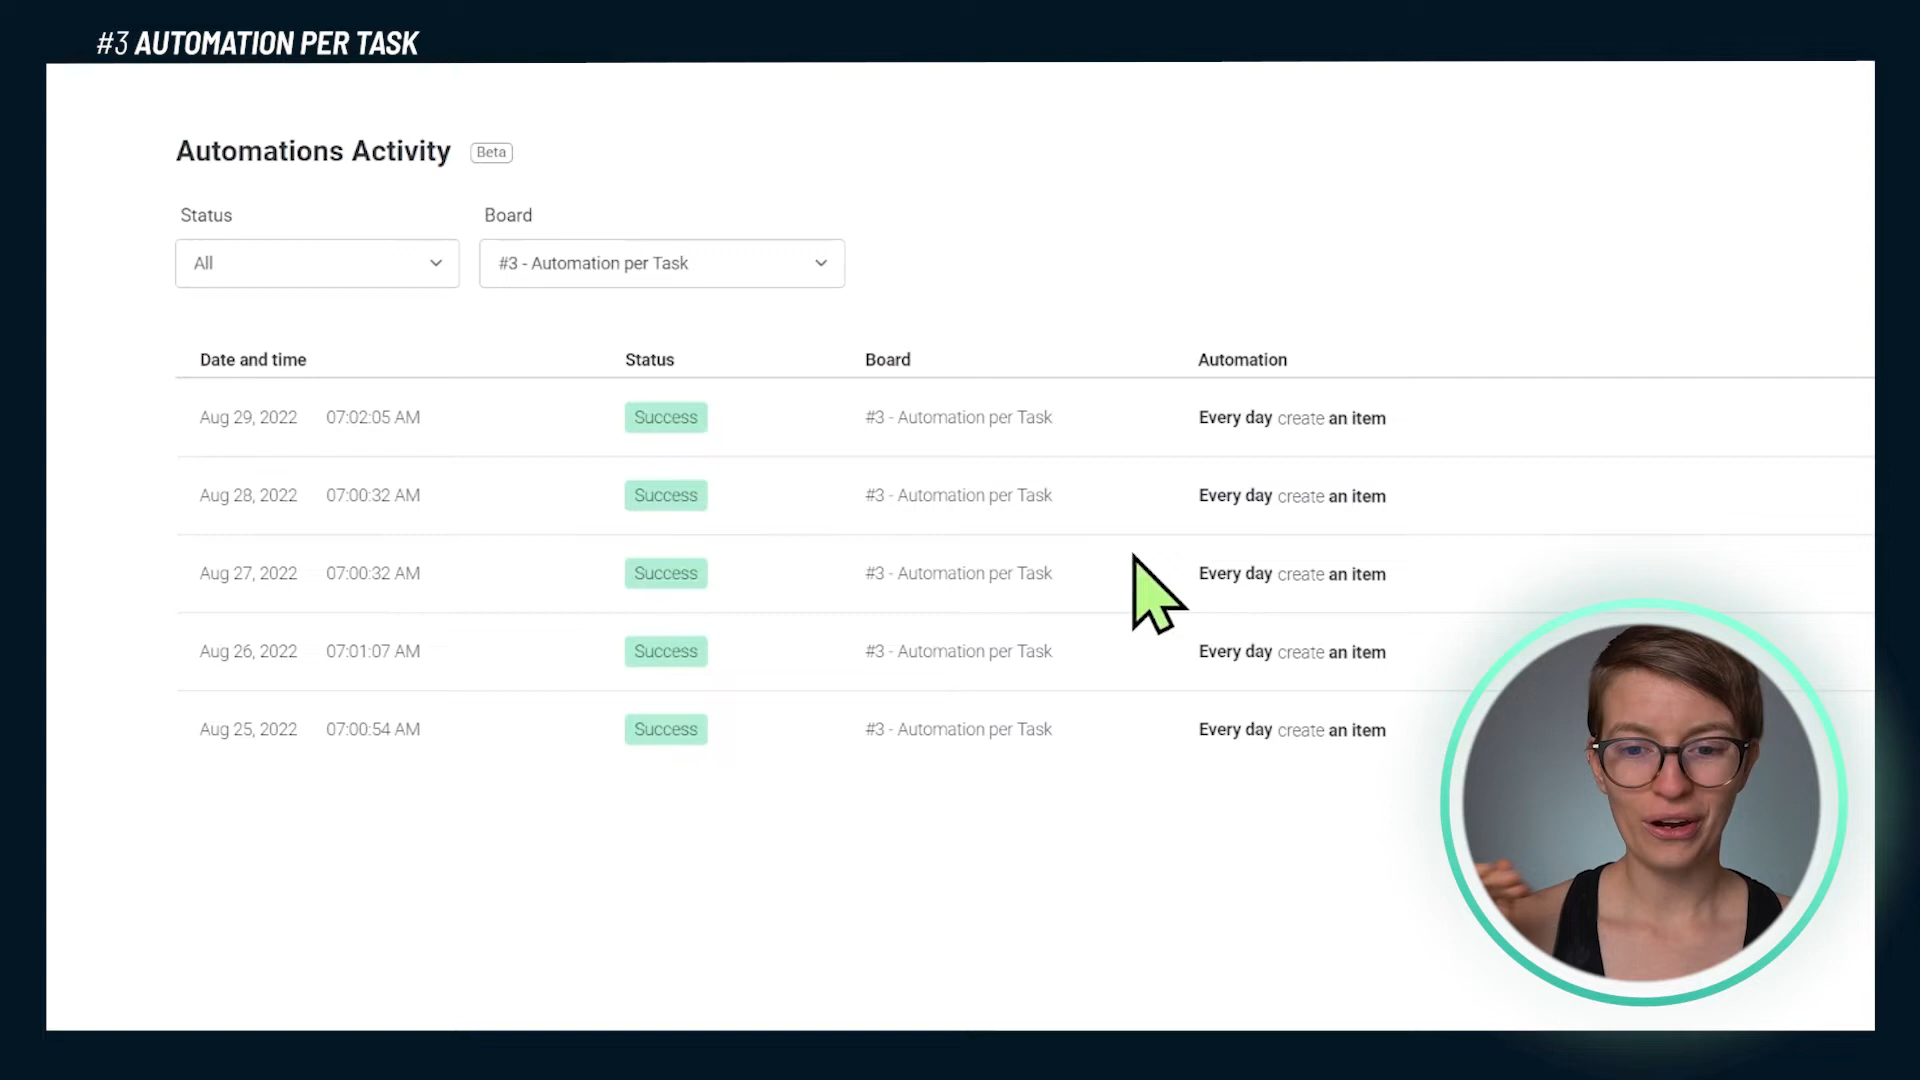 #3 AUTOMATION PER TASK
Automations Activity Beta
Status Board
All #3 - Automation per Task
Date and time Status Board Automation
Aug 29, 2022 07:02:05 AM Success #3 - Automation per Task Every day create an item
Aug 28, 2022 07:00:32 AM Success #3 - Automation per Task Every day create an item
Aug 27, 2022 07:00:32 AM Success #3 - Automation per Task Every day create an item
Aug 26, 2022 07:01:07 AM Success #3 - Automation per Task Every day create an item
Aug 25, 2022 07:00:54 AM Success #3 - Automation per Task Every day create an item